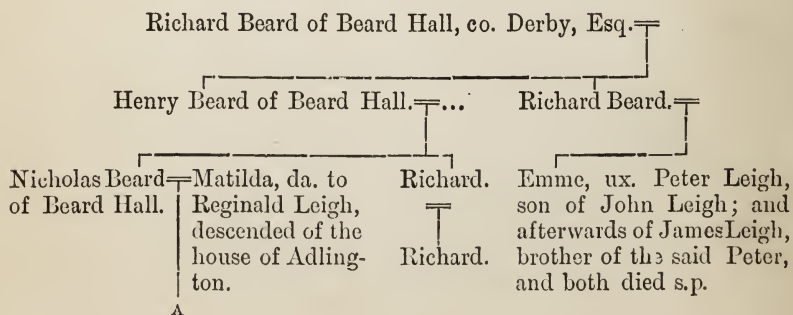 Richard Beard of Beard Hall, co. Derby, Esq.
Henry Beard of Beard Hall. ...
Richard Beard.
Nicholas Beard
of Beard Hall.
Matilda, da. to
Reginald Leigh,
descended of the
house of Adling-
ton.
Richard.
Richard.
Emme, ux. Peter Leigh,
son of John Leigh; and
afterwards of James Leigh,
brother of the said Peter,
and both died s.p.
A